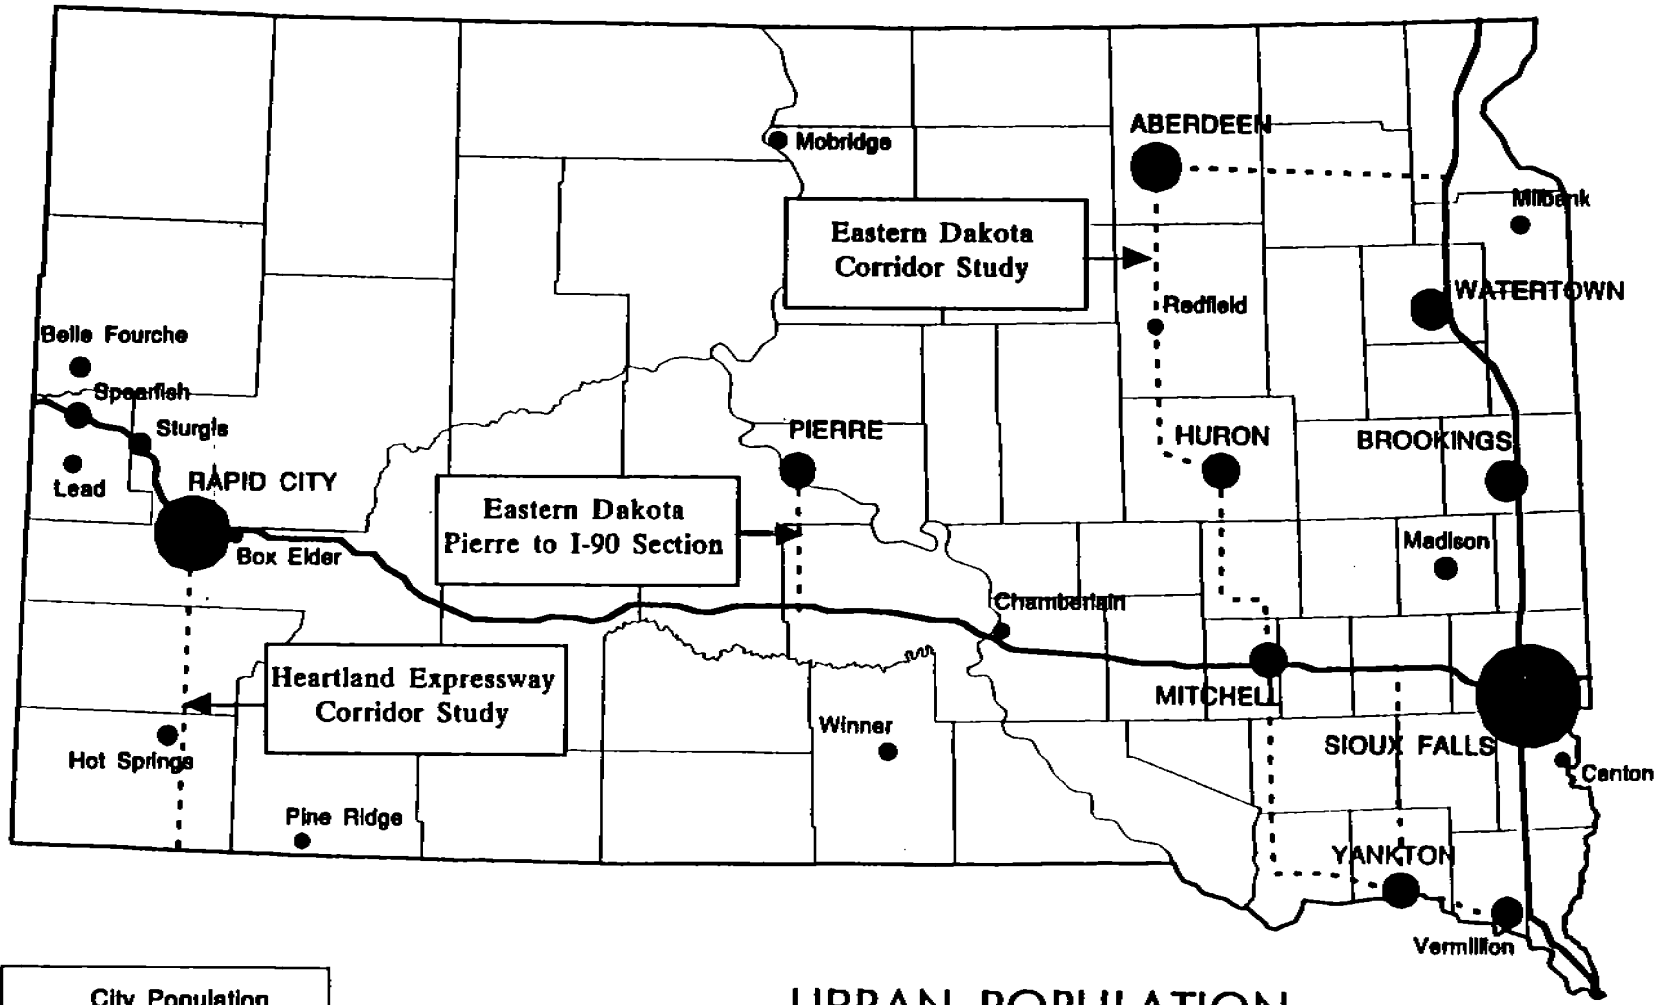 ABERDEEN
Mobridge
Milbank
Eastern Dakota
Corridor Study
WATERTOWN
Redfield
Belle Fourche
Spearfish
Sturgis
PIERRE
HURON
BROOKINGS
Lead
RAPID CITY
Eastern Dakota
Pierre to I-90 Section
Box Elder
Madison
Chamberlain
Heartland Expressway
Corridor Study
MITCHELL
Winner
SIOUX FALLS
Hot Springs
Canton
Pine Ridge
YANKTON
Vermillion
City Population
URBAN POPULATION